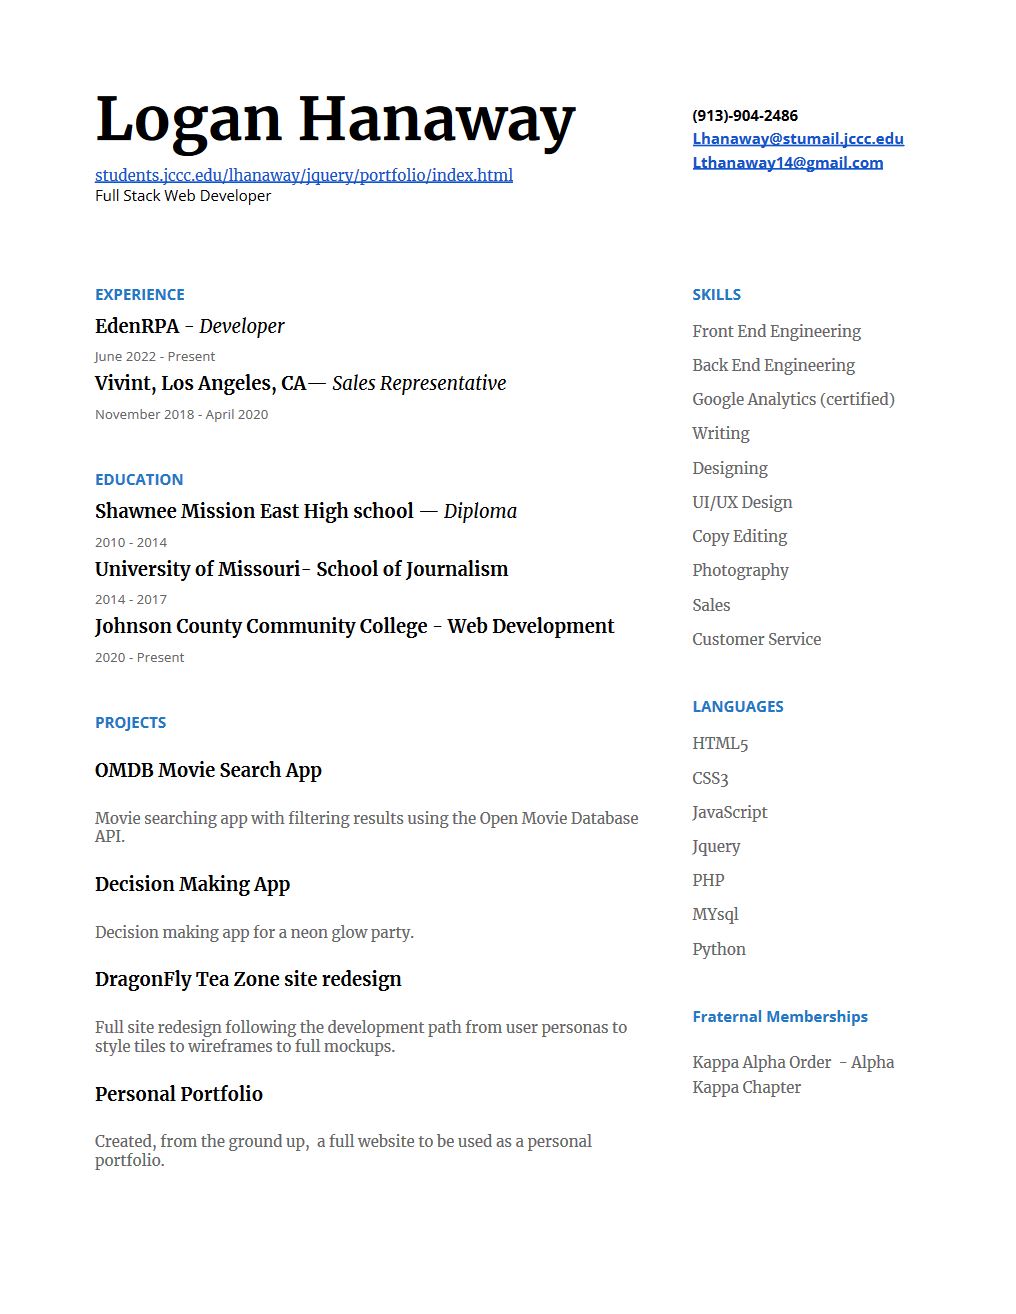 Logan Hanaway
students.jccc.edu/lhanaway/jquery/portfolio/index.html
Full Stack Web Developer
(913)-904-2486
Lhanaway@stumail.jccc.edu
Lthanaway14@gmail.com
EXPERIENCE
EdenRPA - Developer
June 2022 - Present
Vivint, Los Angeles, CA— Sales Representative
November 2018 - April 2020
EDUCATION
Shawnee Mission East High school — Diploma
2010 - 2014
University of Missouri- School of Journalism
2014 - 2017
Johnson County Community College - Web Development
2020 - Present
PROJECTS
OMDB Movie Search App
Movie searching app with filtering results using the Open Movie Database
API.
Decision Making App
Decision making app for a neon glow party.
DragonFly Tea Zone site redesign
Full site redesign following the development path from user personas to
style tiles to wireframes to full mockups.
Personal Portfolio
Created, from the ground up,  a full website to be used as a personal
portfolio.
SKILLS
Front End Engineering
Back End Engineering
Google Analytics (certified)
Writing
Designing
UI/UX Design
Copy Editing
Photography
Sales
Customer Service
LANGUAGES
HTML5
CSS3
JavaScript
Jquery
PHP
MYsql
Python
Fraternal Memberships
Kappa Alpha Order  - Alpha
Kappa Chapter